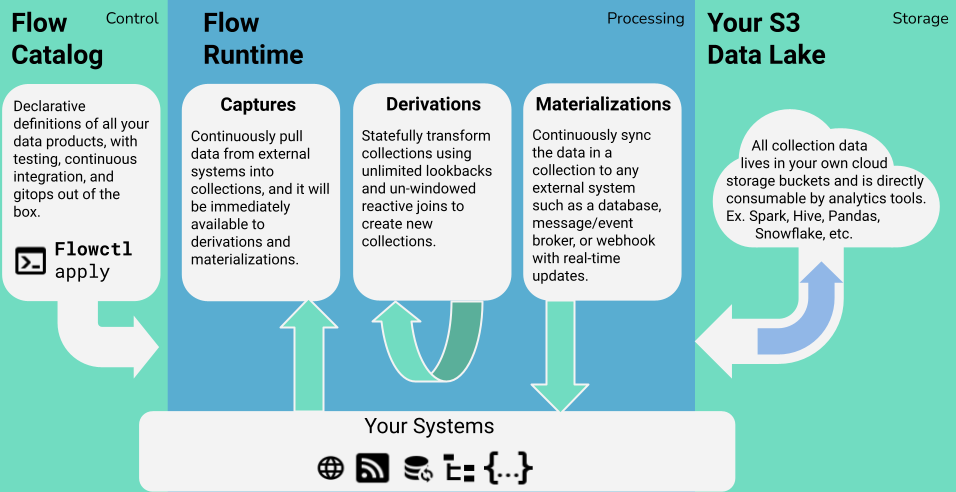 Flow
Catalog
Control
Declarative
definitions of all your
data products, with
testing, continuous
integration, and
gitops out of the
box.
>_
Flowctl
apply
Flow
Runtime
Processing
Captures
Continuously pull
data from external
systems into
collections, and it will
be immediately
available to
derivations and
materializations.
Derivations
Statefully transform
collections using
unlimited lookbacks
and un-windowed
reactive joins to
create new
collections.
Materializations
Continuously sync
the data in a
collection to any
external system
such as a database,
message/event
broker, or webhook
with real-time
updates.
Your S3
Data Lake
Storage
All collection data
lives in your own cloud
storage buckets and is directly
consumable by analytics tools.
Ex. Spark, Hive, Pandas,
Snowflake, etc.
Your Systems
{...}